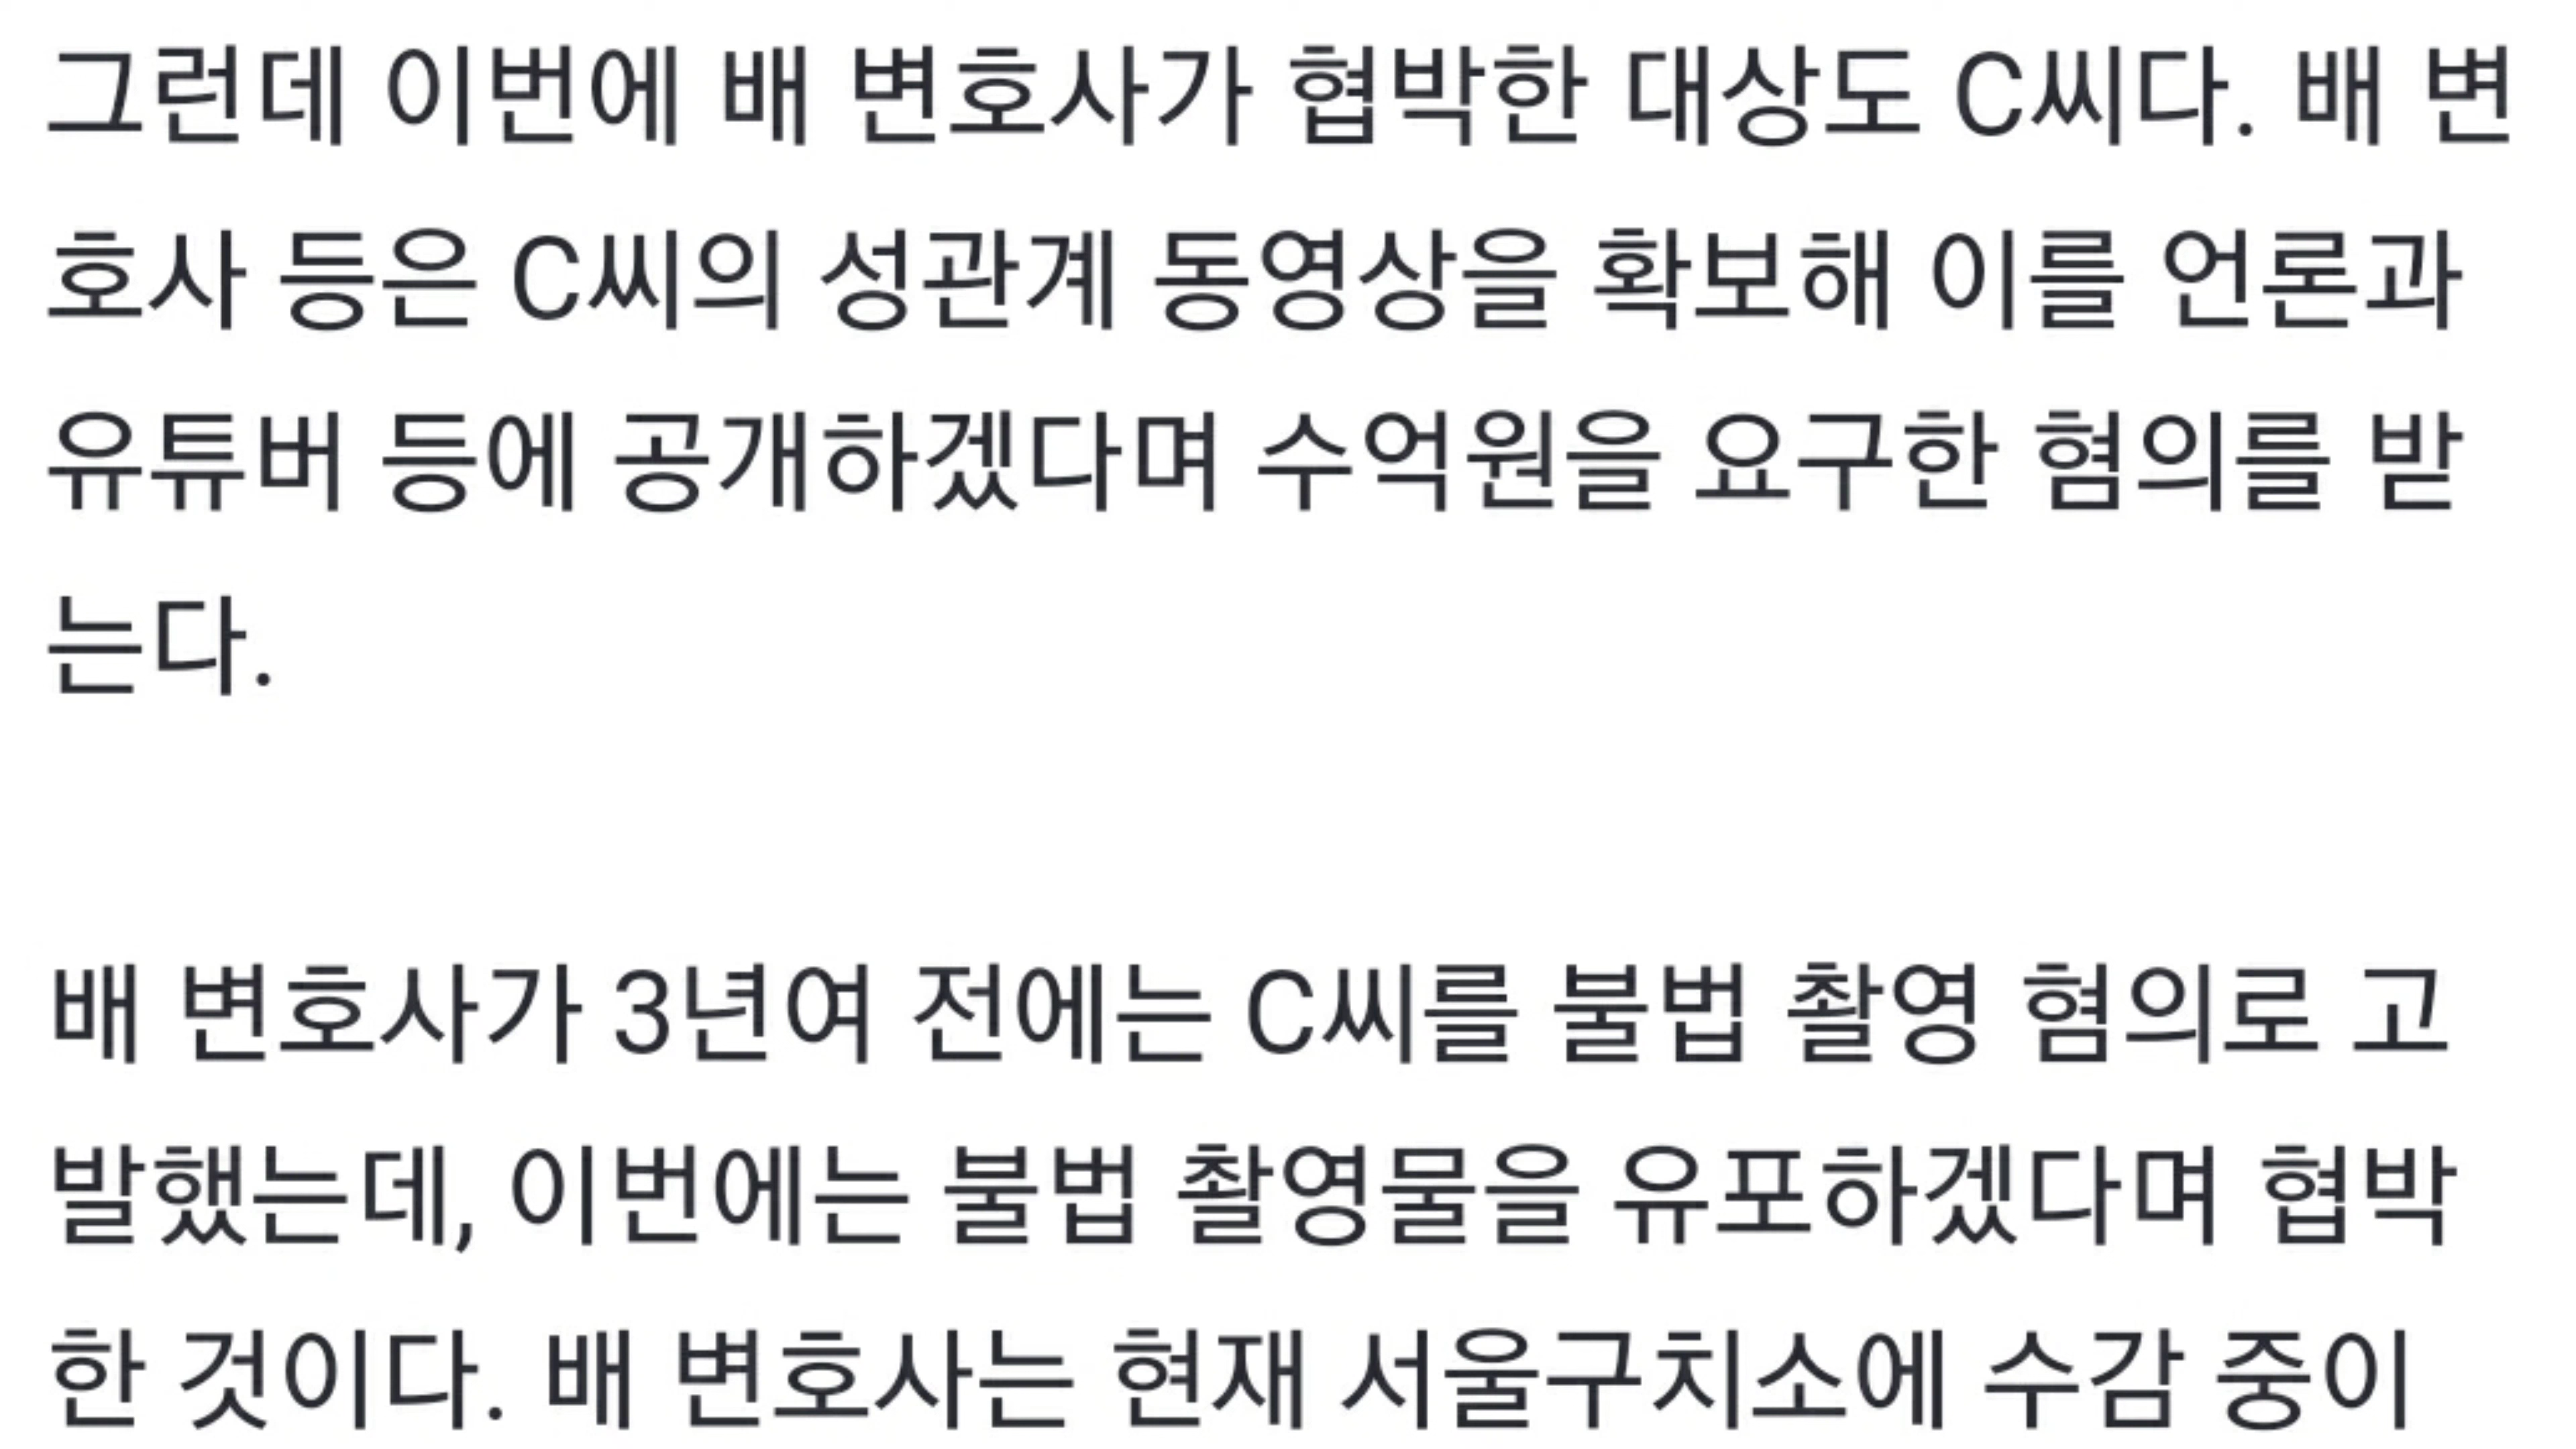 그런데 이번에 배 변호사가 협박한 대상도 C씨다. 배 변
호사 등은 C씨의 성관계 동영상을 확보해 이를 언론과
유튜버 등에 공개하겠다며 수억원을 요구한 혐의를 받
는다.
배 변호사가 3년여 전에는 C씨를 불법 촬영 혐의로 고
발했는데, 이번에는 불법 촬영물을 유포하겠다며 협박
한 것이다. 배 변호사는 현재 서울구치소에 수감 중이